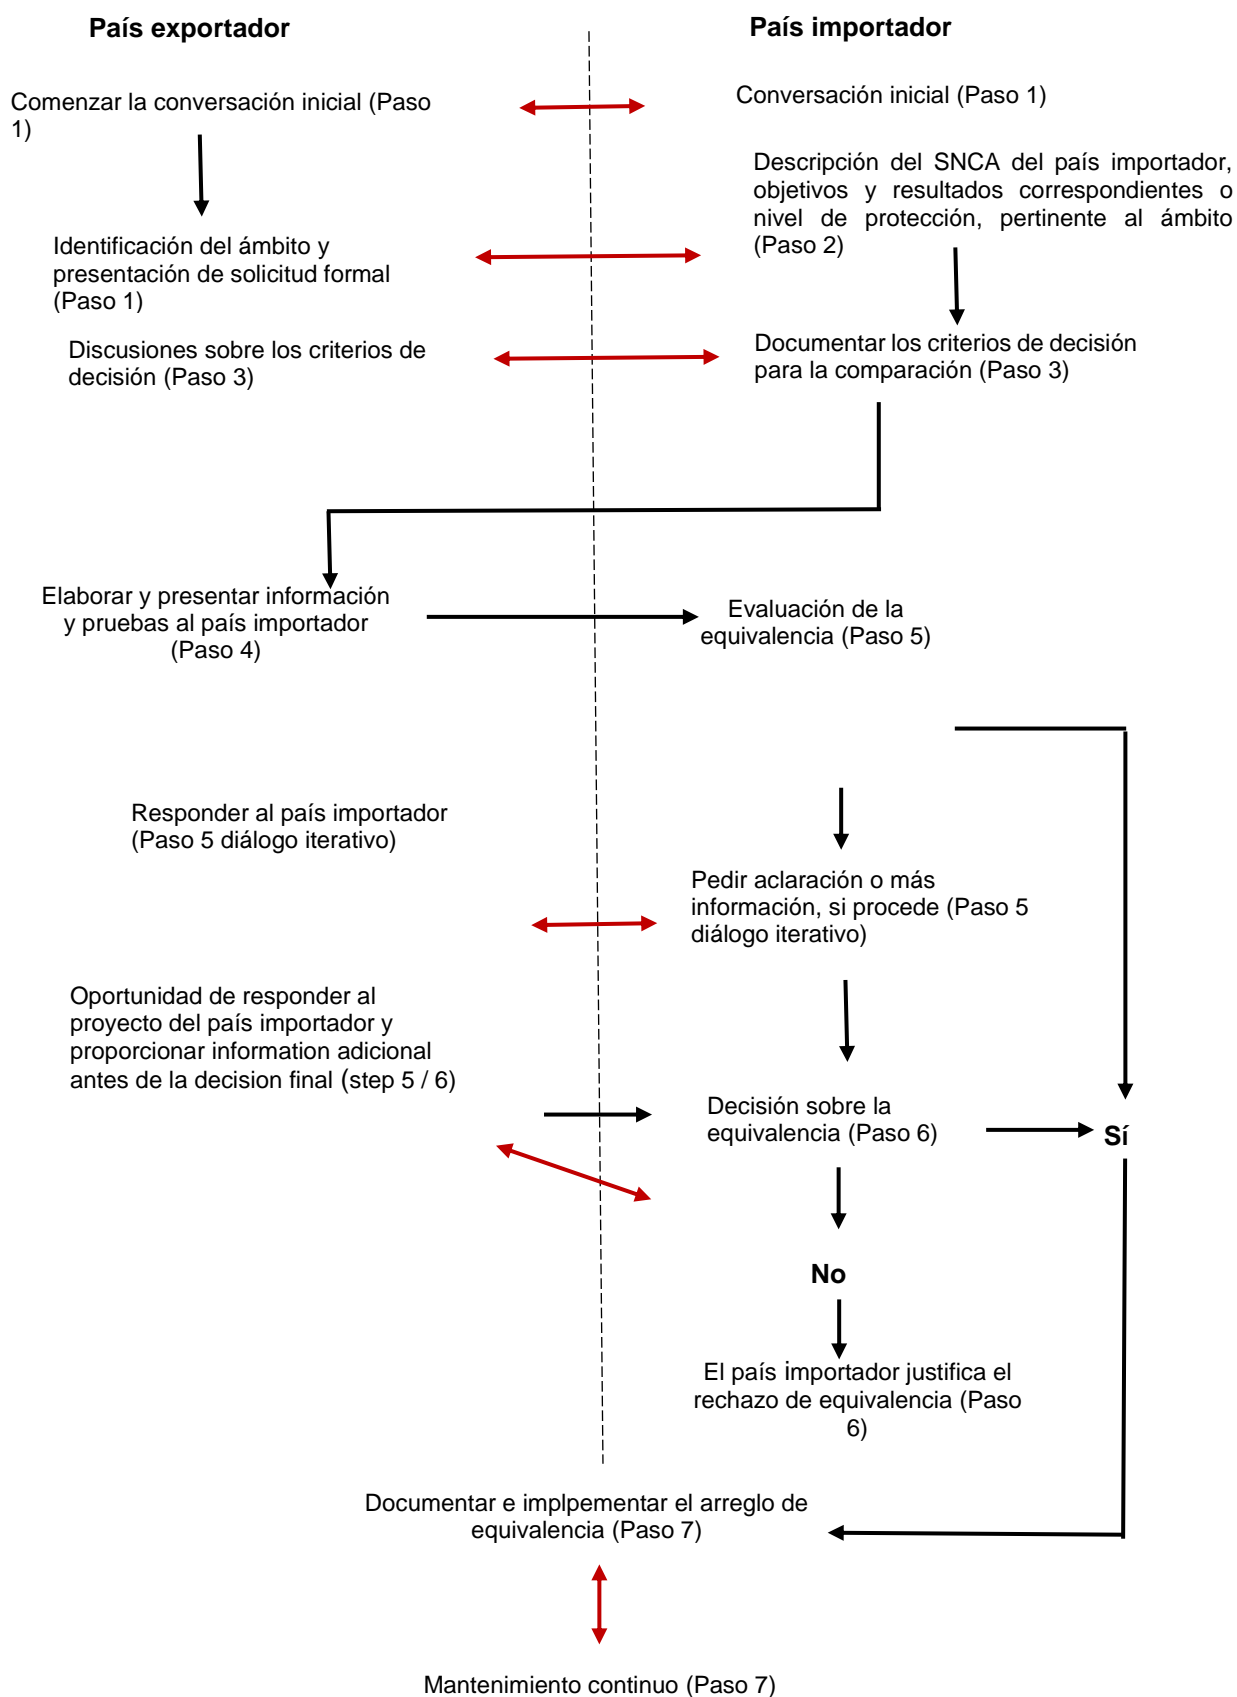 País exportador
País importador
Comenzar la conversación inicial (Paso
1)
Conversación inicial (Paso 1)
Descripción del SNCA del país importador,
objetivos y resultados correspondientes o
nivel de protección, pertinente al ámbito
(Paso 2)
Identificación del ámbito y
presentación de solicitud formal
(Paso 1)
Discusiones sobre los criterios de
decisión (Paso 3)
Documentar los criterios de decisión
para la comparación (Paso 3)
Elaborar y presentar información
y pruebas al país importador
(Paso 4)
Evaluación de la
equivalencia (Paso 5)
Responder al país importador
(Paso 5 diálogo iterativo)
Pedir aclaración o más
información, si procede (Paso 5
diálogo iterativo)
Oportunidad de responder al
proyecto del país importador y
proporcionar information adicional
antes de la decision final (step 5 / 6)
Decisión sobre la
equivalencia (Paso 6)
Sí
No
El país importador justifica el
rechazo de equivalencia (Paso
6)
Documentar e implpementar el arreglo de
equivalencia (Paso 7)
Mantenimiento continuo (Paso 7)